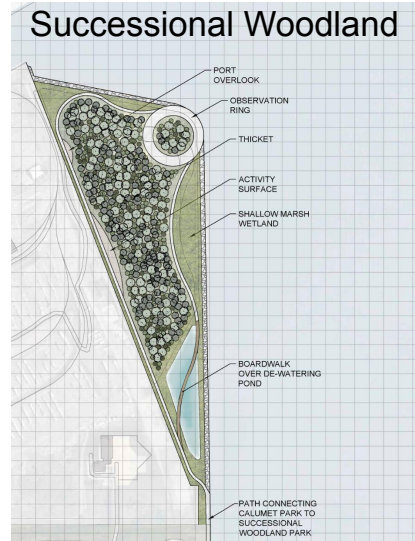 Successional Woodland
PORT
OVERLOOK
OBSERVATION
RING
THICKET
ACTIVITY
SURFACE
SHALLOW MARSH
WETLAND
BOARDWALK
OVER DE-WATERING
POND
PATH CONNECTING
CALUMET PARK TO
SUCCESSIONAL
WOODLAND PARK